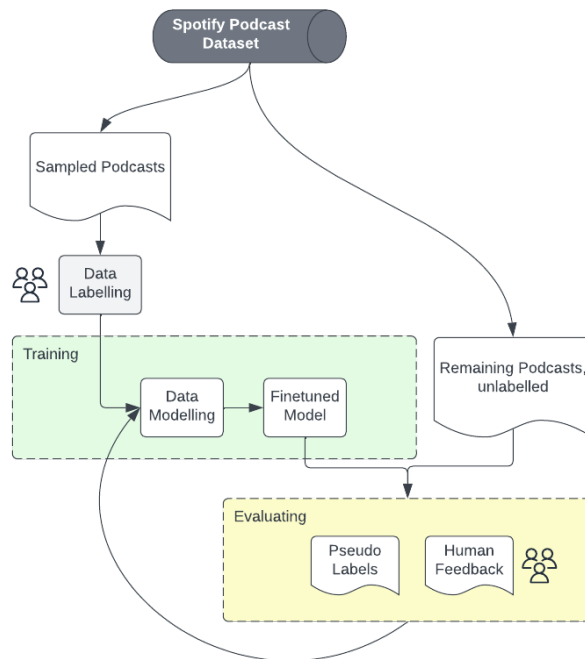 Spotify Podcast
Dataset
Sampled Podcasts
Data
Labelling
Training
Data
Modelling
Finetuned
Model
Remaining Podcasts,
unlabelled
Evaluating
Pseudo
Labels
Human
Feedback